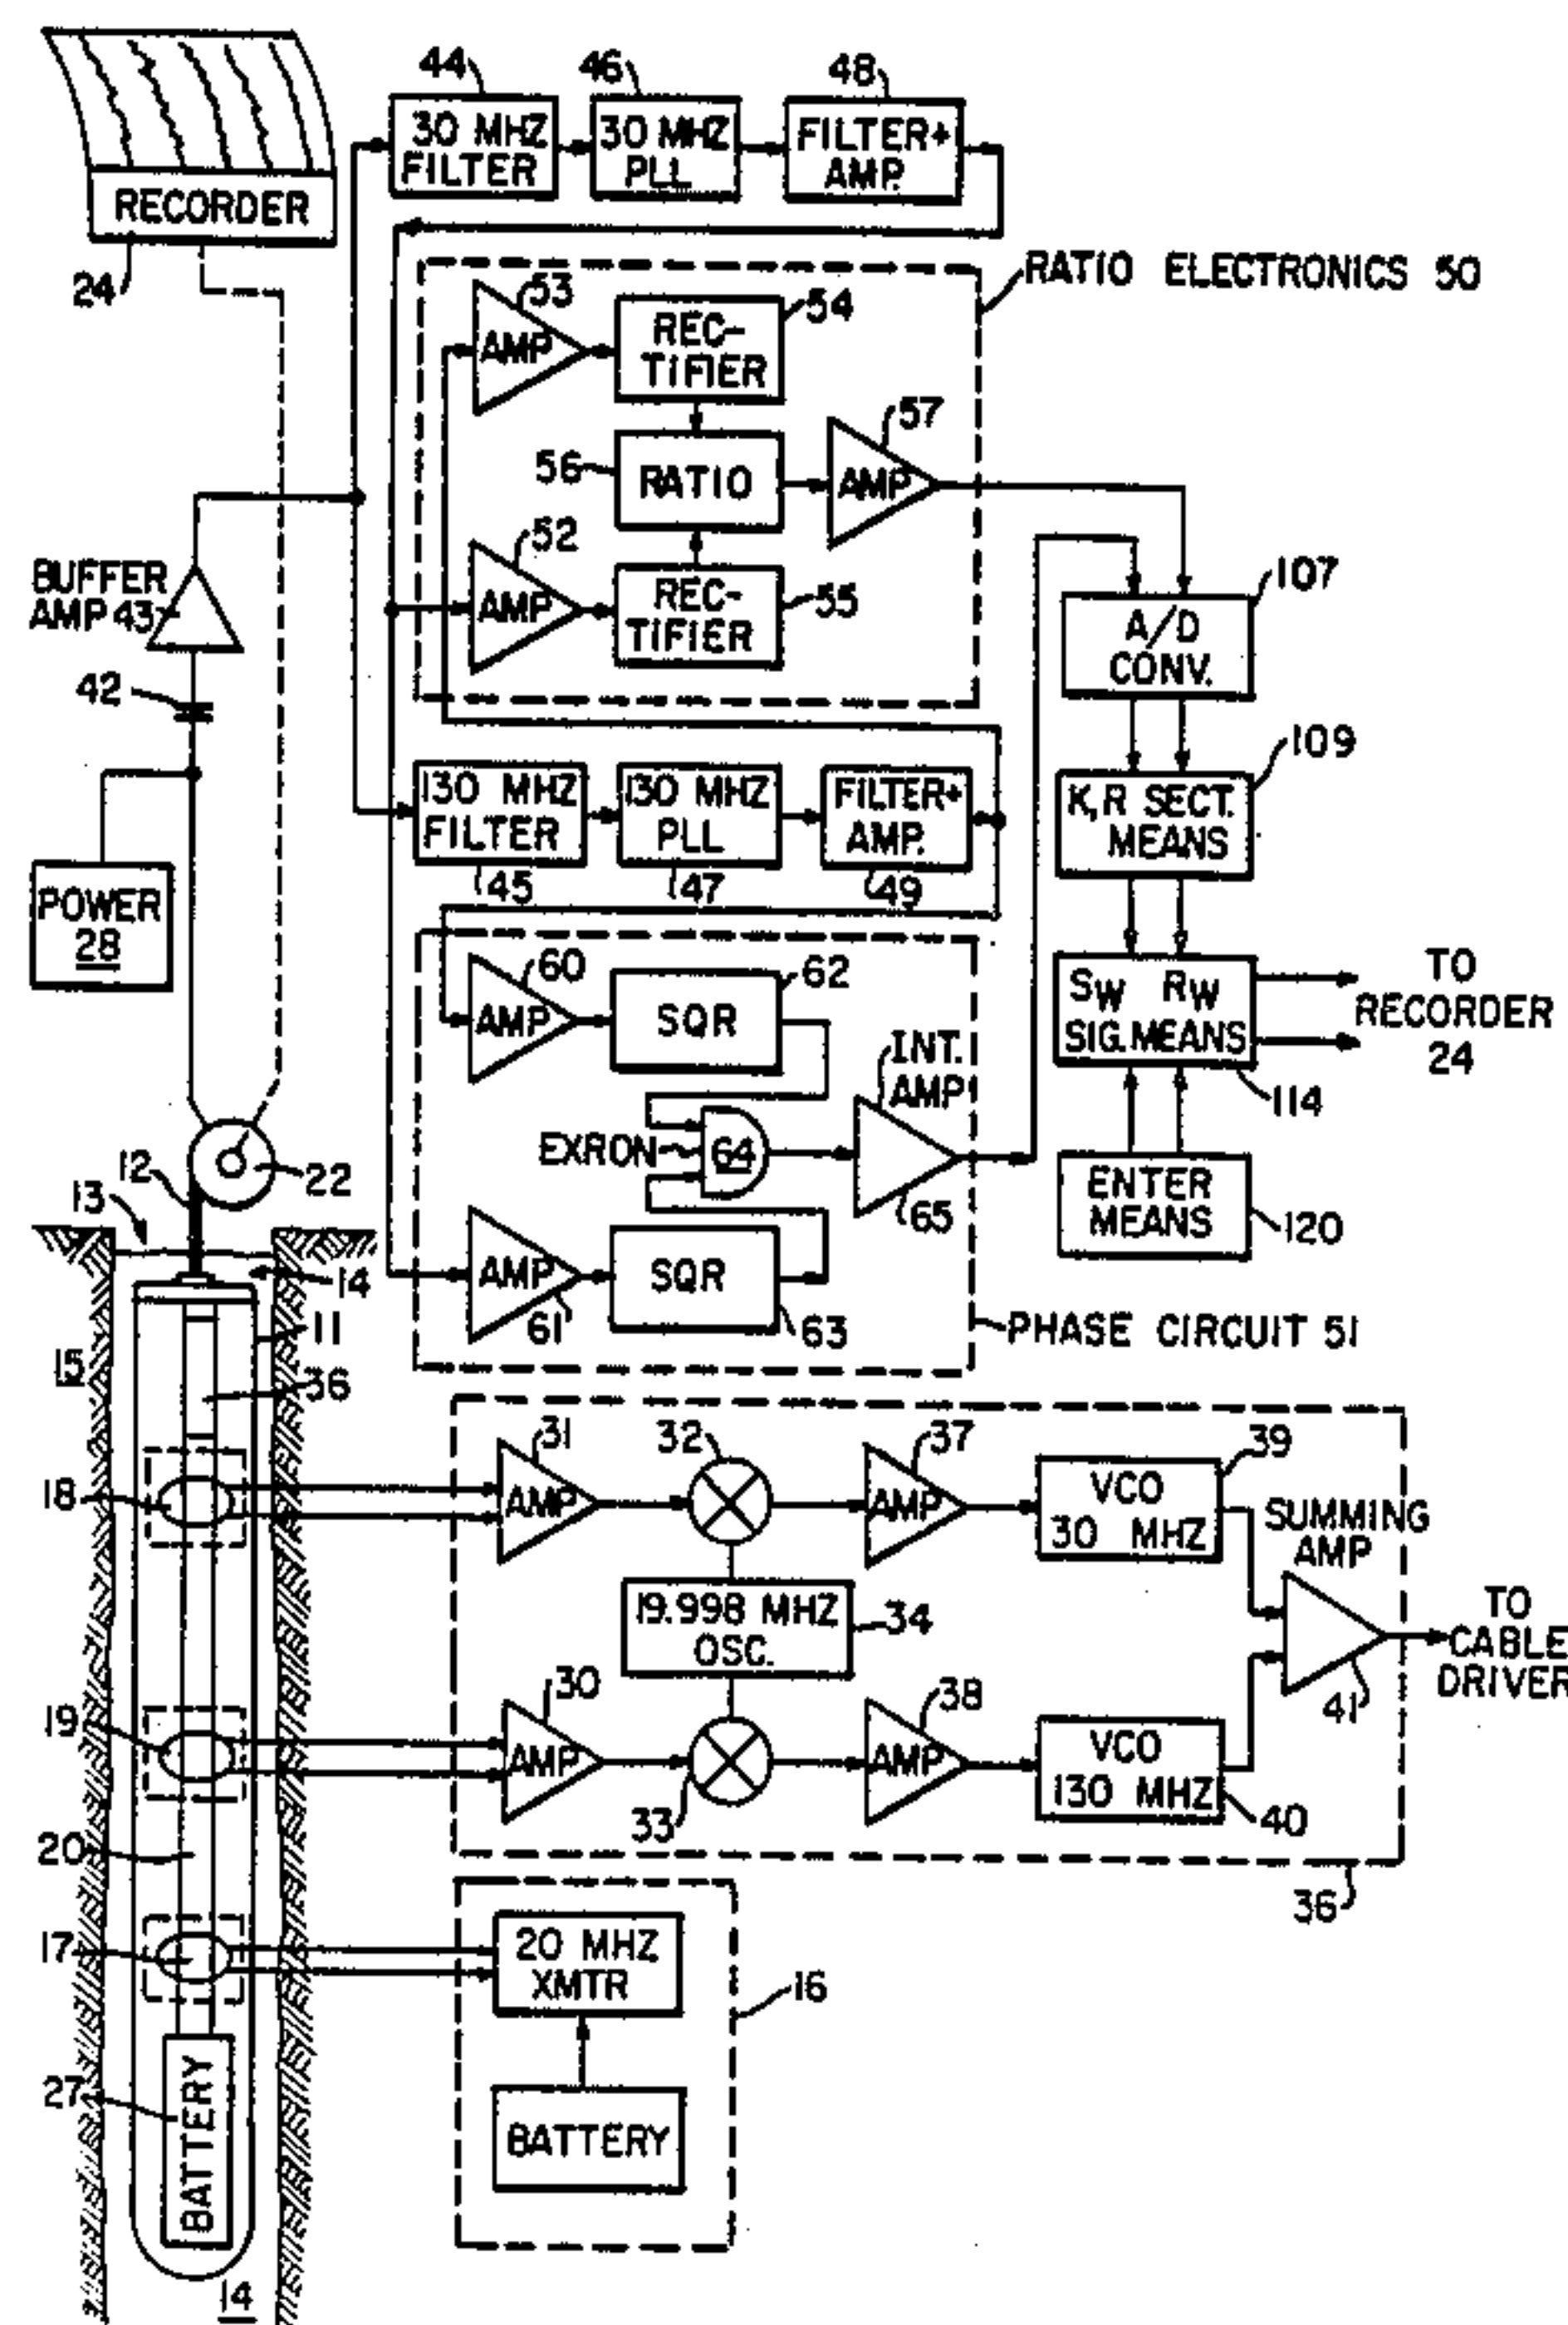 44
46
48
30 MHZ
FILTER
30 MHZ
PLL
FILTER+
AMP.
RECORDER
24
RATIO ELECTRONICS 50
53
AMP
REC-
TIFIER
54
57
56
RATIO
AMP
52
AMP
REC-
TIFIER
55
BUFFER
AMP 43
42
107
A/D
CONV.
109
K,R SECT.
MEANS
130 MHZ
FILTER
130 MHZ
PLL
FILTER+
AMP.
45
47
49
POWER
28
60
AMP
SQR
62
SW RW
SIG. MEANS
TO
RECORDER
24
114
INT.
AMP
EXRON
64
65
ENTER
MEANS
120
12
22
13
14
AMP
61
SQR
63
PHASE CIRCUIT 51
11
15
36
31
AMP
32
37
AMP
39
VCO
30 MHZ
SUMMING
AMP
18
19.998 MHZ
OSC.
34
TO
CABLE
DRIVER
41
30
AMP
33
38
AMP
VCO
130 MHZ
40
19
20
36
17
20 MHZ
XMTR
16
27
BATTERY
BATTERY
14